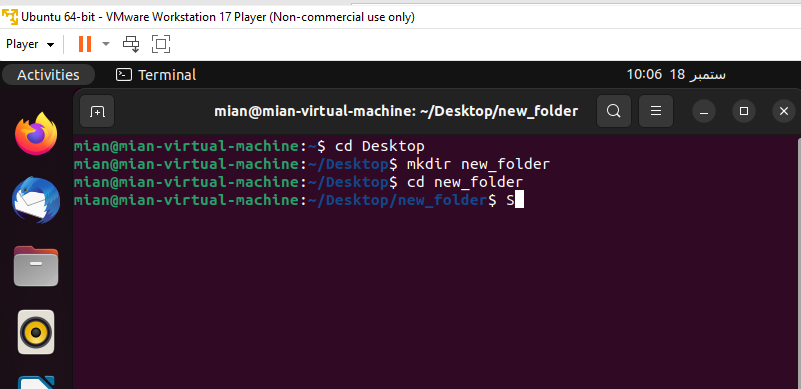 Ubuntu 64-bit - VMware Workstation 17 Player (Non-commercial use only)
Player
Activities
Terminal
10:06 18 ستمبر
mian@mian-virtual-machine: ~/Desktop/new_folder
mian@mian-virtual-machine:~$ cd Desktop
mian@mian-virtual-machine:~/Desktop$ mkdir new_folder
mian@mian-virtual-machine:~/Desktop$ cd new_folder
mian@mian-virtual-machine:~/Desktop/new_folder$ S